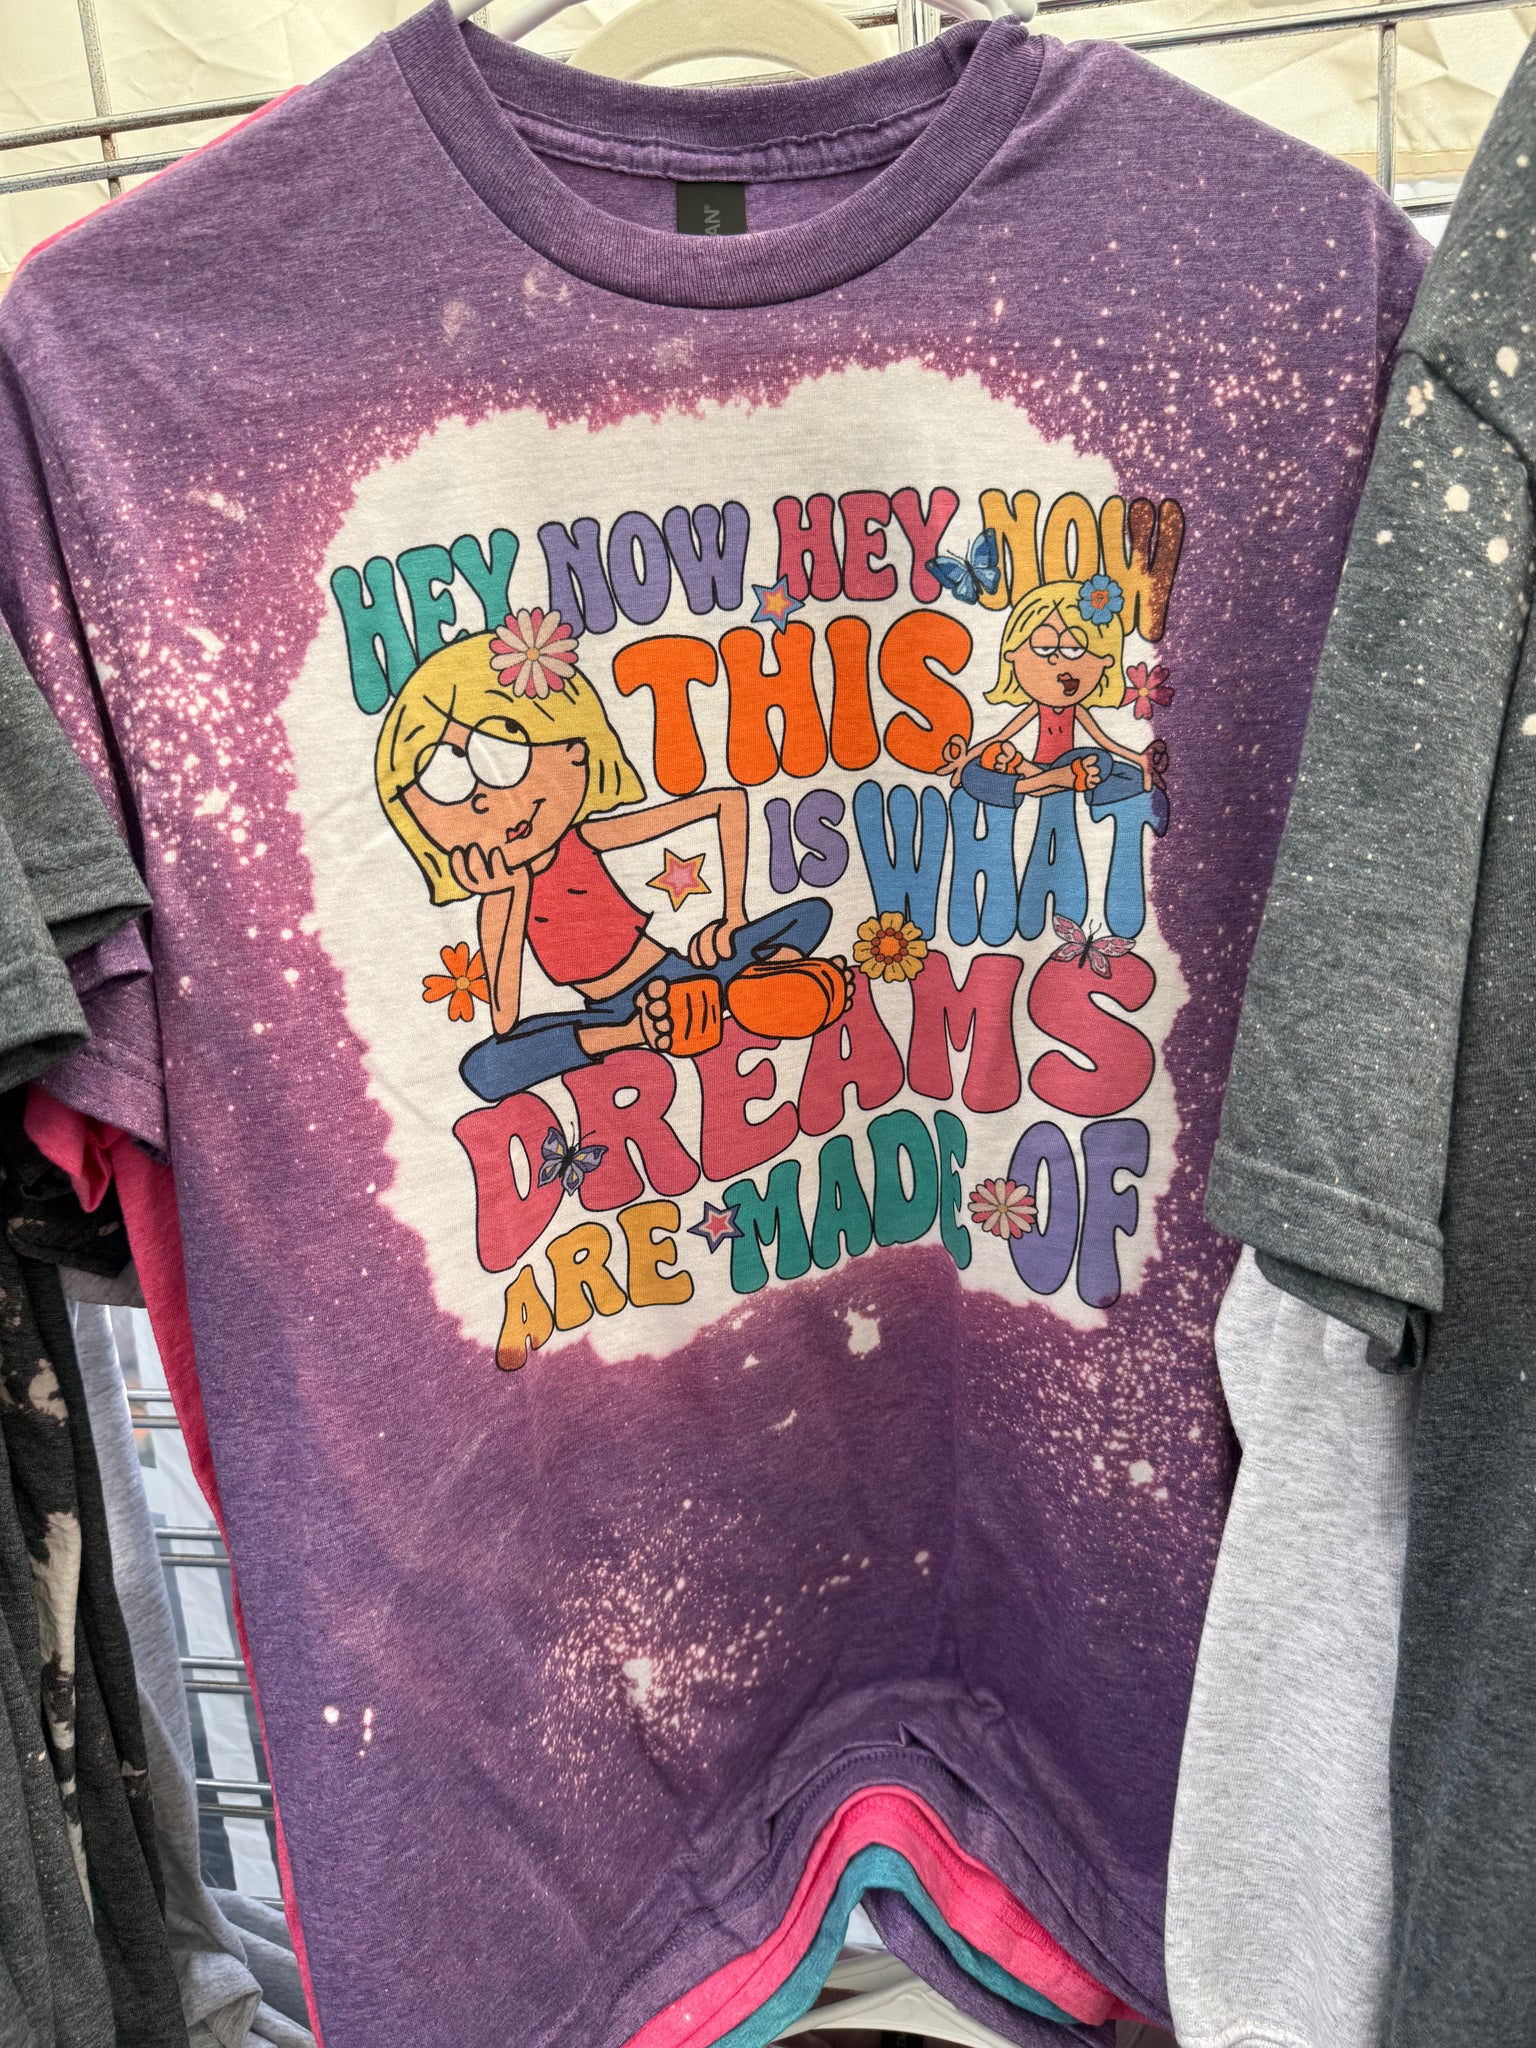 HEY NOW HEY NOW
THIS
IS WHAT
DREAMS
ARE MADE OF